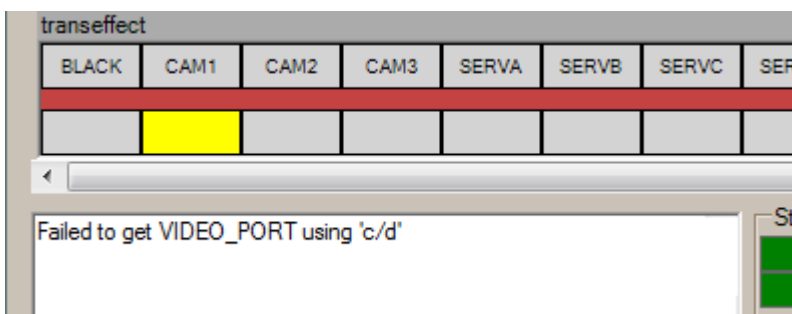 transeffect
BLACK CAM1 CAM2 CAM3 SERVA SERVB SERVC
Failed to get VIDEO_PORT using 'c/d'